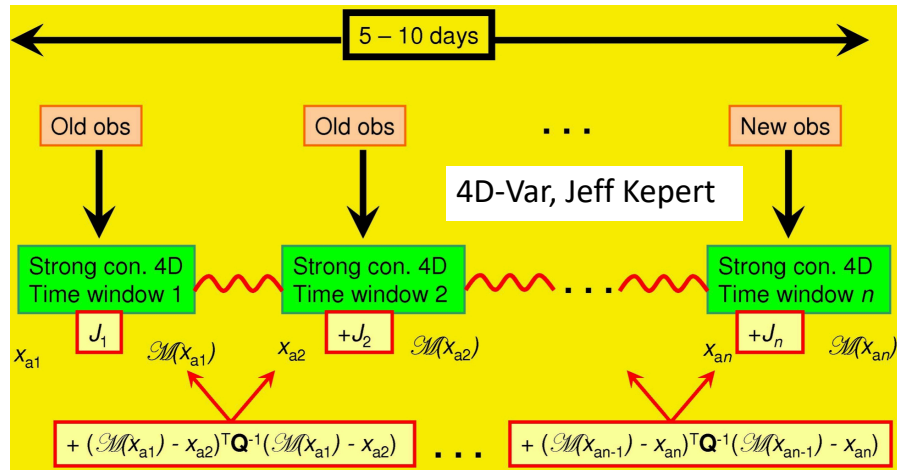 5 – 10 days
Old obs
Old obs
. . .
New obs
4D-Var, Jeff Kepert
Strong con. 4D
Time window 1
Strong con. 4D
Time window 2
. . .
Strong con. 4D
Time window n
J₁
+J₂
+Jₙ
xₐ₁
ℳ(xₐ₁)
xₐ₂
ℳ(xₐ₂)
xₐₙ
ℳ(xₐₙ)
+ (ℳ(xₐ₁) - xₐ₂)ᵀQ⁻¹(ℳ(xₐ₁) - xₐ₂)
. . .
+ (ℳ(xₐₙ₋₁) - xₐₙ)ᵀQ⁻¹(ℳ(xₐₙ₋₁) - xₐₙ)